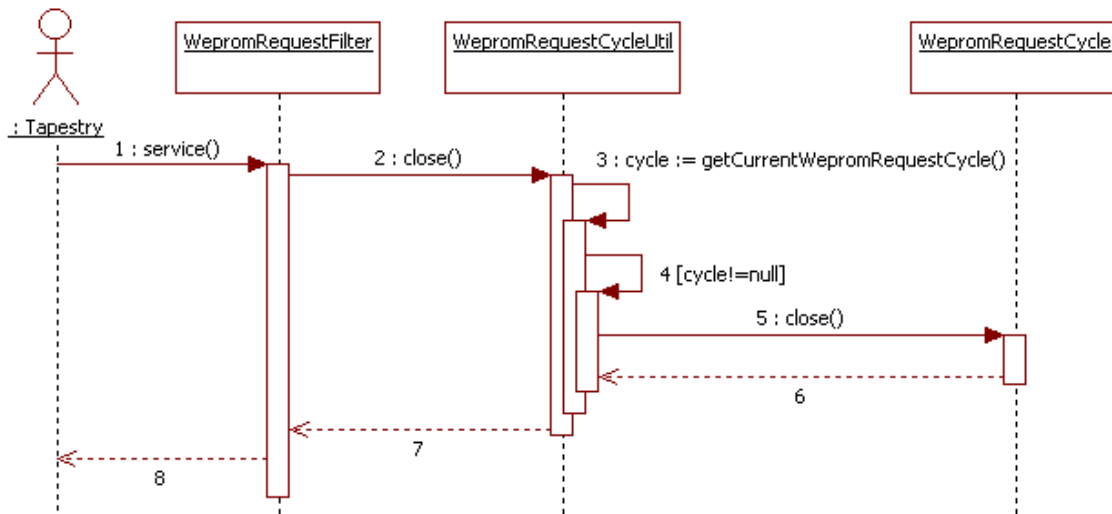 WepromRequestFilter
WepromRequestCycleUtil
WepromRequestCycle
: Tapestry
1 : service()
2 : close()
3 : cycle := getCurrentWepromRequestCycle()
4 [cycle!=null]
5 : close()
6
7
8